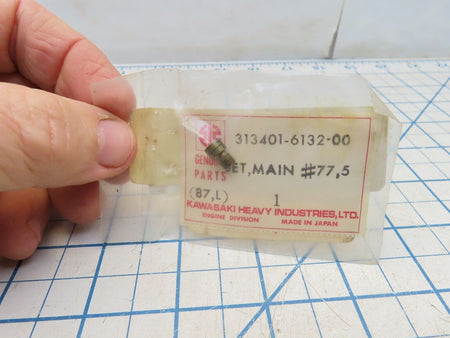 313401-6132-00
GENUINE
ET, MAIN #77,5
PARTS
(87,L) 1
KAWASAKI HEAVY INDUSTRIES, LTD.
ENGINE DIVISION MADE IN JAPAN